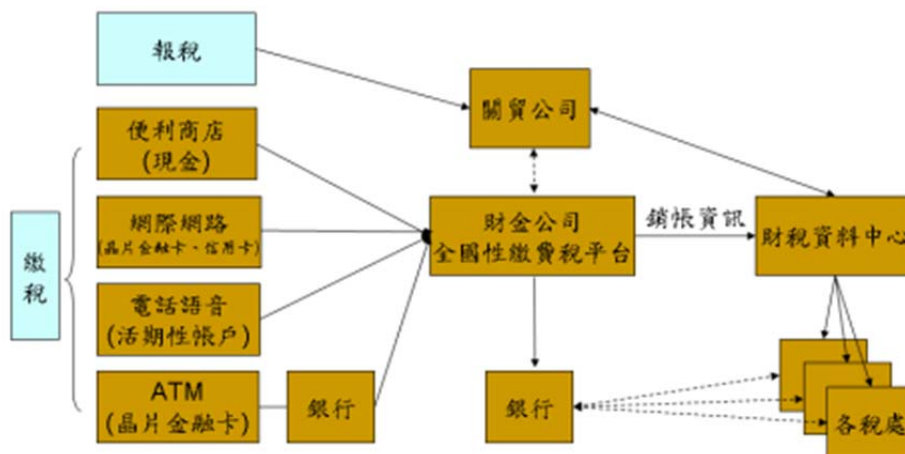 報稅
關貿公司
便利商店
(現金)
網際網路
(晶片金融卡、信用卡)
繳稅
財金公司
全國性繳費稅平台
銷帳資訊
財稅資料中心
電話語音
(活期性帳戶)
ATM
(晶片金融卡)
銀行
銀行
各稅處